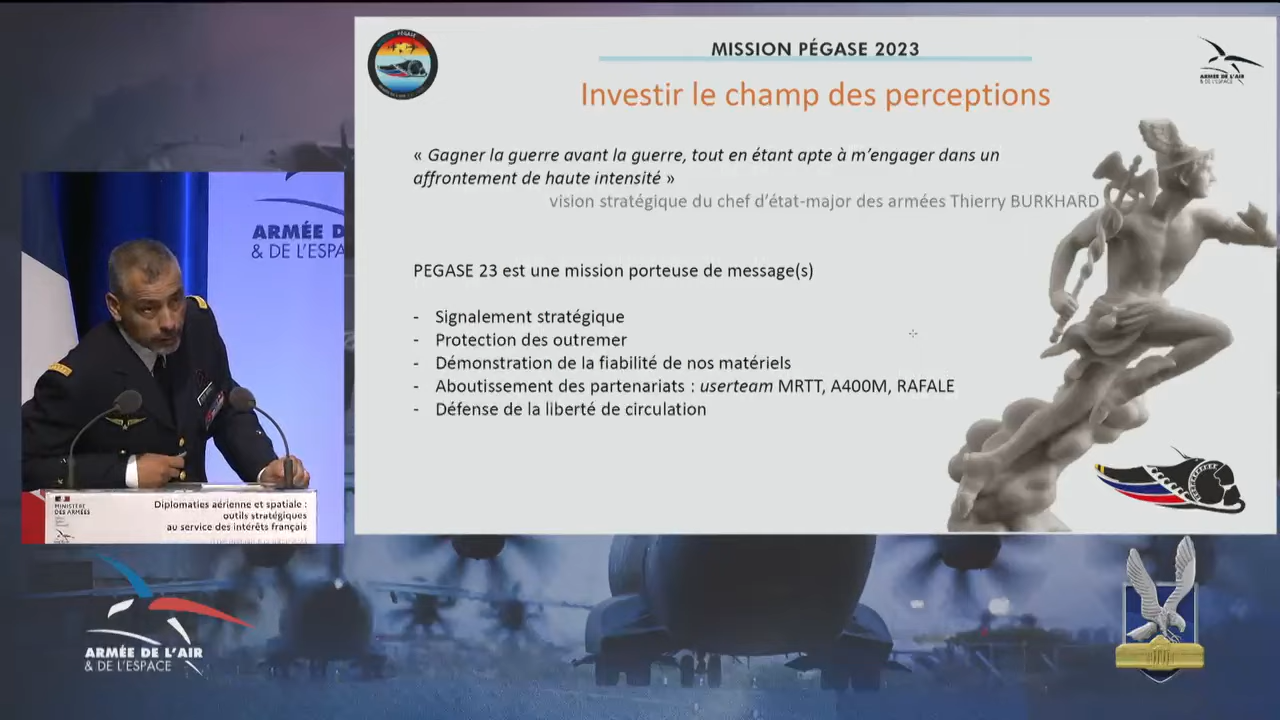 PÉGASE
MISSION PÉGASE 2023
ARMÉE DE L'AIR
& DE L'ESPACE
Investir le champ des perceptions
« Gagner la guerre avant la guerre, tout en étant apte à m'engager dans un
affrontement de haute intensité »
vision stratégique du chef d'état-major des armées Thierry BURKHARD
PEGASE 23 est une mission porteuse de message(s)
- Signalement stratégique
- Protection des outremer
- Démonstration de la fiabilité de nos matériels
- Aboutissement des partenariats : userteam MRTT, A400M, RAFALE
- Défense de la liberté de circulation
ARMÉE D
& DE L'ESPA
MINISTÈRE
DES ARMÉES
Diplomaties aérienne et spatiale :
outils stratégiques
au service des intérêts français
ARMÉE DE L'AIR
& DE L'ESPACE